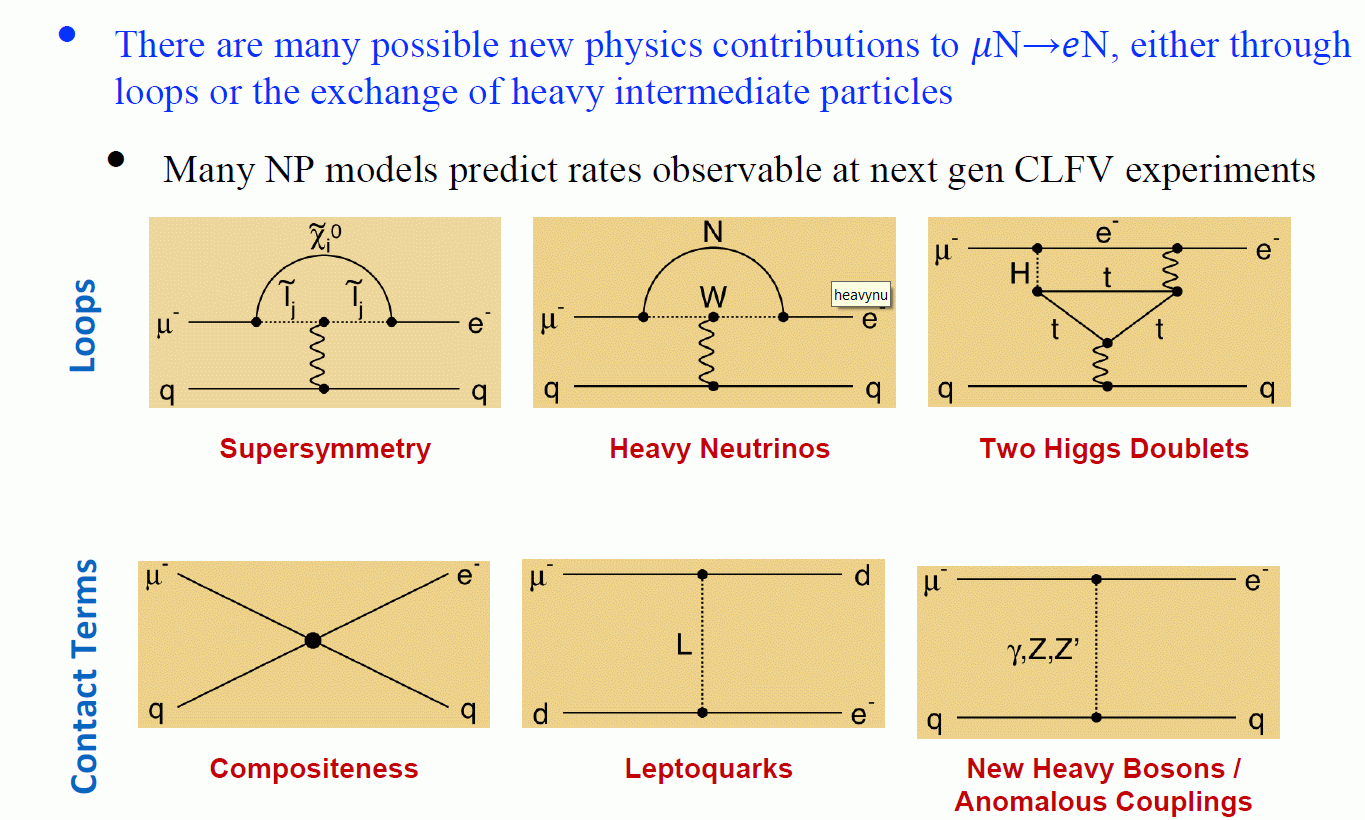 • There are many possible new physics contributions to μN→eN, either through
loops or the exchange of heavy intermediate particles
• Many NP models predict rates observable at next gen CLFV experiments
Loops
χ̃i⁰
l̃j l̃j
μ⁻ e⁻
q q
Supersymmetry
N
W
heavynu
μ⁻ e⁻
q q
Heavy Neutrinos
μ⁻ e⁻ e⁻
H t
t t
q q
Two Higgs Doublets
Contact Terms
μ⁻ e⁻
q q
Compositeness
μ⁻ d
L
d e⁻
Leptoquarks
μ⁻ e⁻
γ,Z,Z’
q q
New Heavy Bosons /
Anomalous Couplings